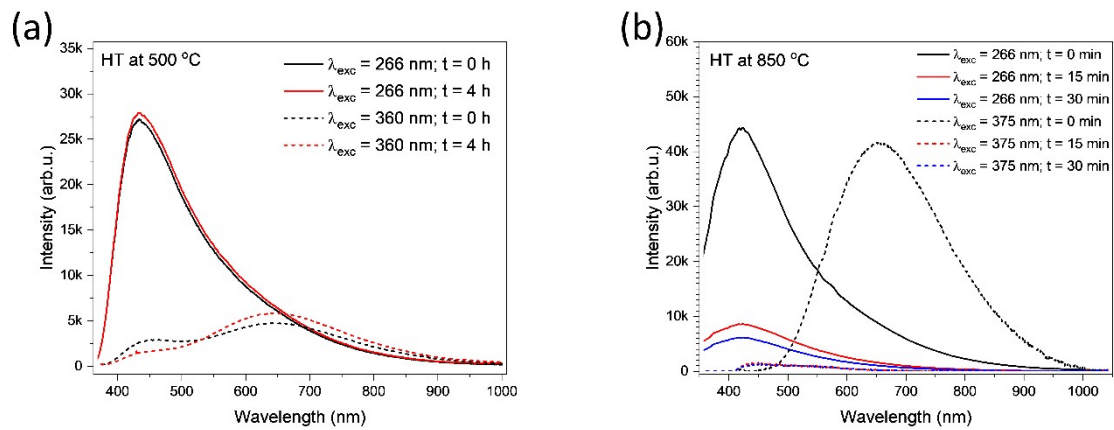 (a)
HT at 500 °C
λexc = 266 nm; t = 0 h
λexc = 266 nm; t = 4 h
λexc = 360 nm; t = 0 h
λexc = 360 nm; t = 4 h
Intensity (arb.u.)
35k
30k
25k
20k
15k
10k
5k
0
400 500 600 700 800 900 1000
Wavelength (nm)
(b)
HT at 850 °C
λexc = 266 nm; t = 0 min
λexc = 266 nm; t = 15 min
λexc = 266 nm; t = 30 min
λexc = 375 nm; t = 0 min
λexc = 375 nm; t = 15 min
λexc = 375 nm; t = 30 min
Intensity (arb.u.)
60k
50k
40k
30k
20k
10k
0
400 500 600 700 800 900 1000
Wavelength (nm)